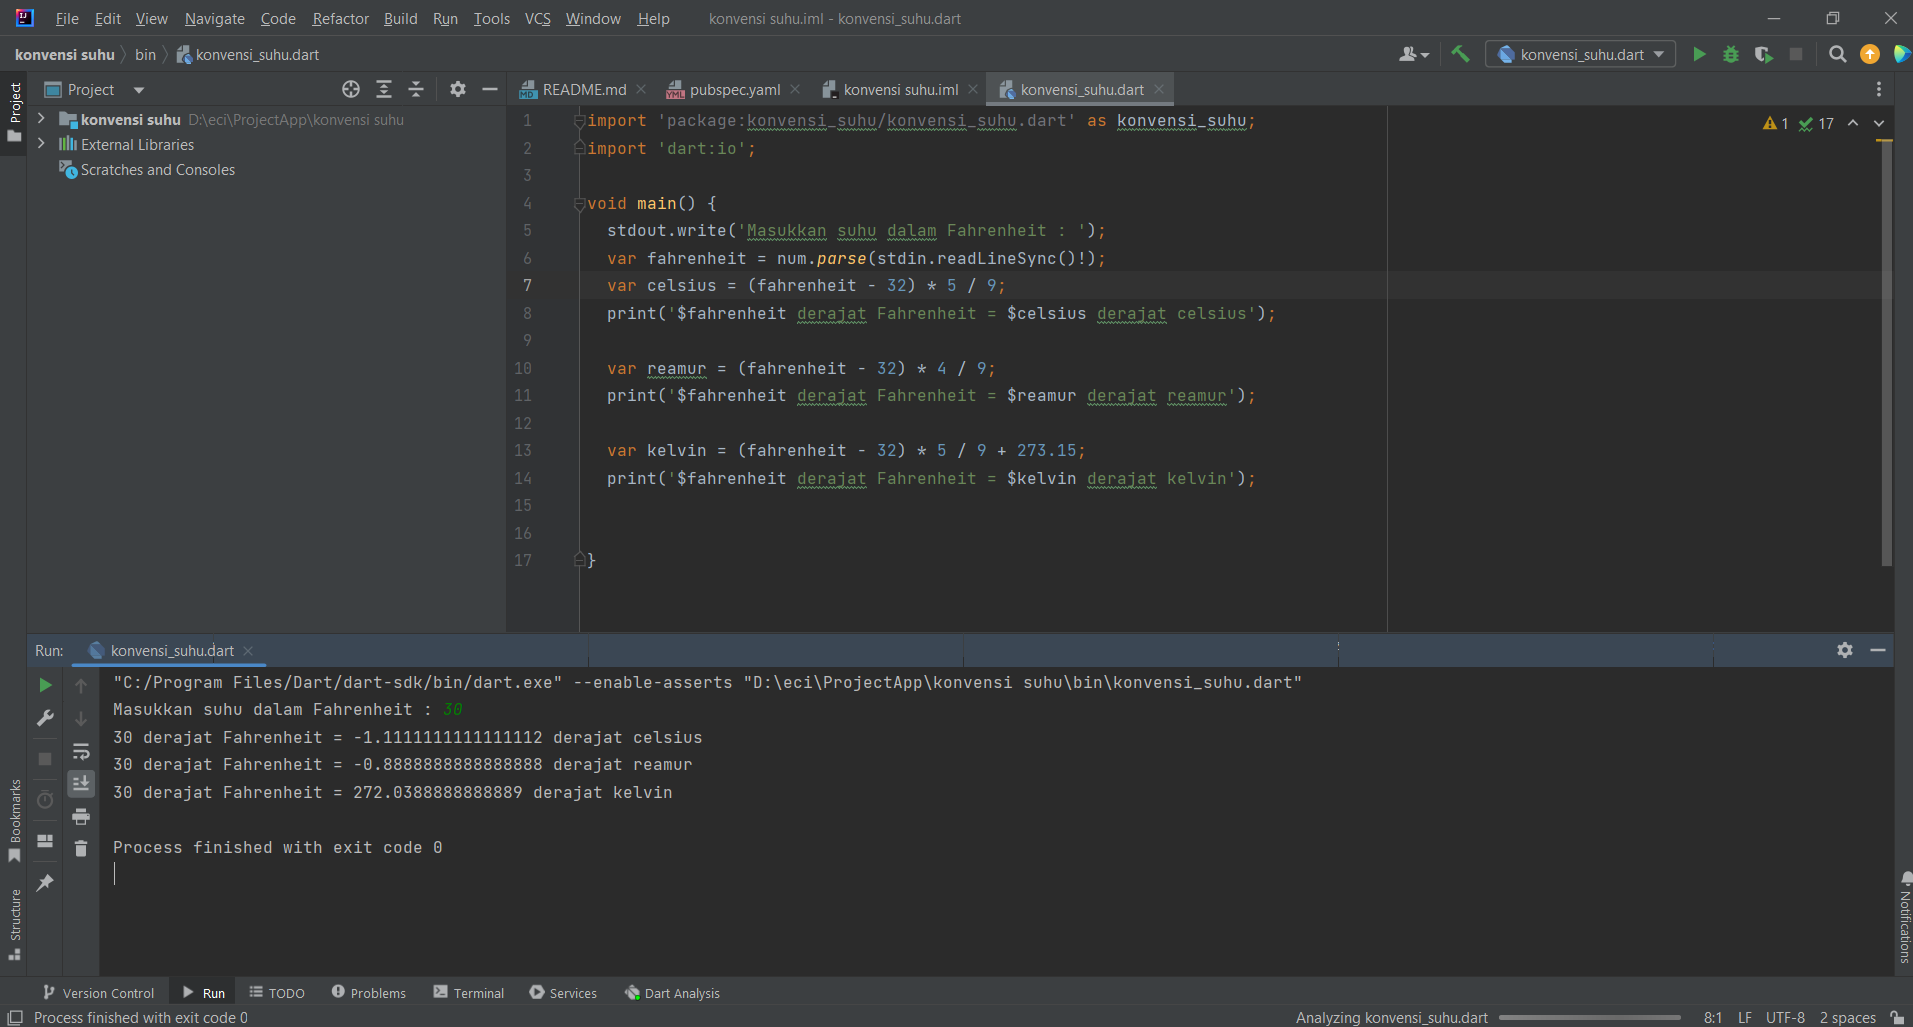 File Edit View Navigate Code Refactor Build Run Tools VCS Window Help konvensi suhu.iml - konvensi_suhu.dart
konvensi suhu bin konvensi_suhu.dart konvensi_suhu.dart
Project
Project
README.md pubspec.yaml konvensi suhu.iml konvensi_suhu.dart
konvensi suhu D:\eci\ProjectApp\konvensi suhu
External Libraries
Scratches and Consoles
1 import 'package:konvensi_suhu/konvensi_suhu.dart' as konvensi_suhu;
1 17
2 import 'dart:io';
3
4 void main() {
5 stdout.write('Masukkan suhu dalam Fahrenheit : ');
6 var fahrenheit = num.parse(stdin.readLineSync()!);
7 var celsius = (fahrenheit - 32) * 5 / 9;
8 print('$fahrenheit derajat Fahrenheit = $celsius derajat celsius');
9
10 var reamur = (fahrenheit - 32) * 4 / 9;
11 print('$fahrenheit derajat Fahrenheit = $reamur derajat reamur');
12
13 var kelvin = (fahrenheit - 32) * 5 / 9 + 273.15;
14 print('$fahrenheit derajat Fahrenheit = $kelvin derajat kelvin');
15
16
17 }
Run: konvensi_suhu.dart
"C:/Program Files/Dart/dart-sdk/bin/dart.exe" --enable-asserts "D:\eci\ProjectApp\konvensi suhu\bin\konvensi_suhu.dart"
Masukkan suhu dalam Fahrenheit : 30
30 derajat Fahrenheit = -1.1111111111111112 derajat celsius
30 derajat Fahrenheit = -0.8888888888888888 derajat reamur
30 derajat Fahrenheit = 272.0388888888889 derajat kelvin
Process finished with exit code 0
Bookmarks
Structure
Notifications
Version Control Run TODO Problems Terminal Services Dart Analysis
Process finished with exit code 0 Analyzing konvensi_suhu.dart 8:1 LF UTF-8 2 spaces